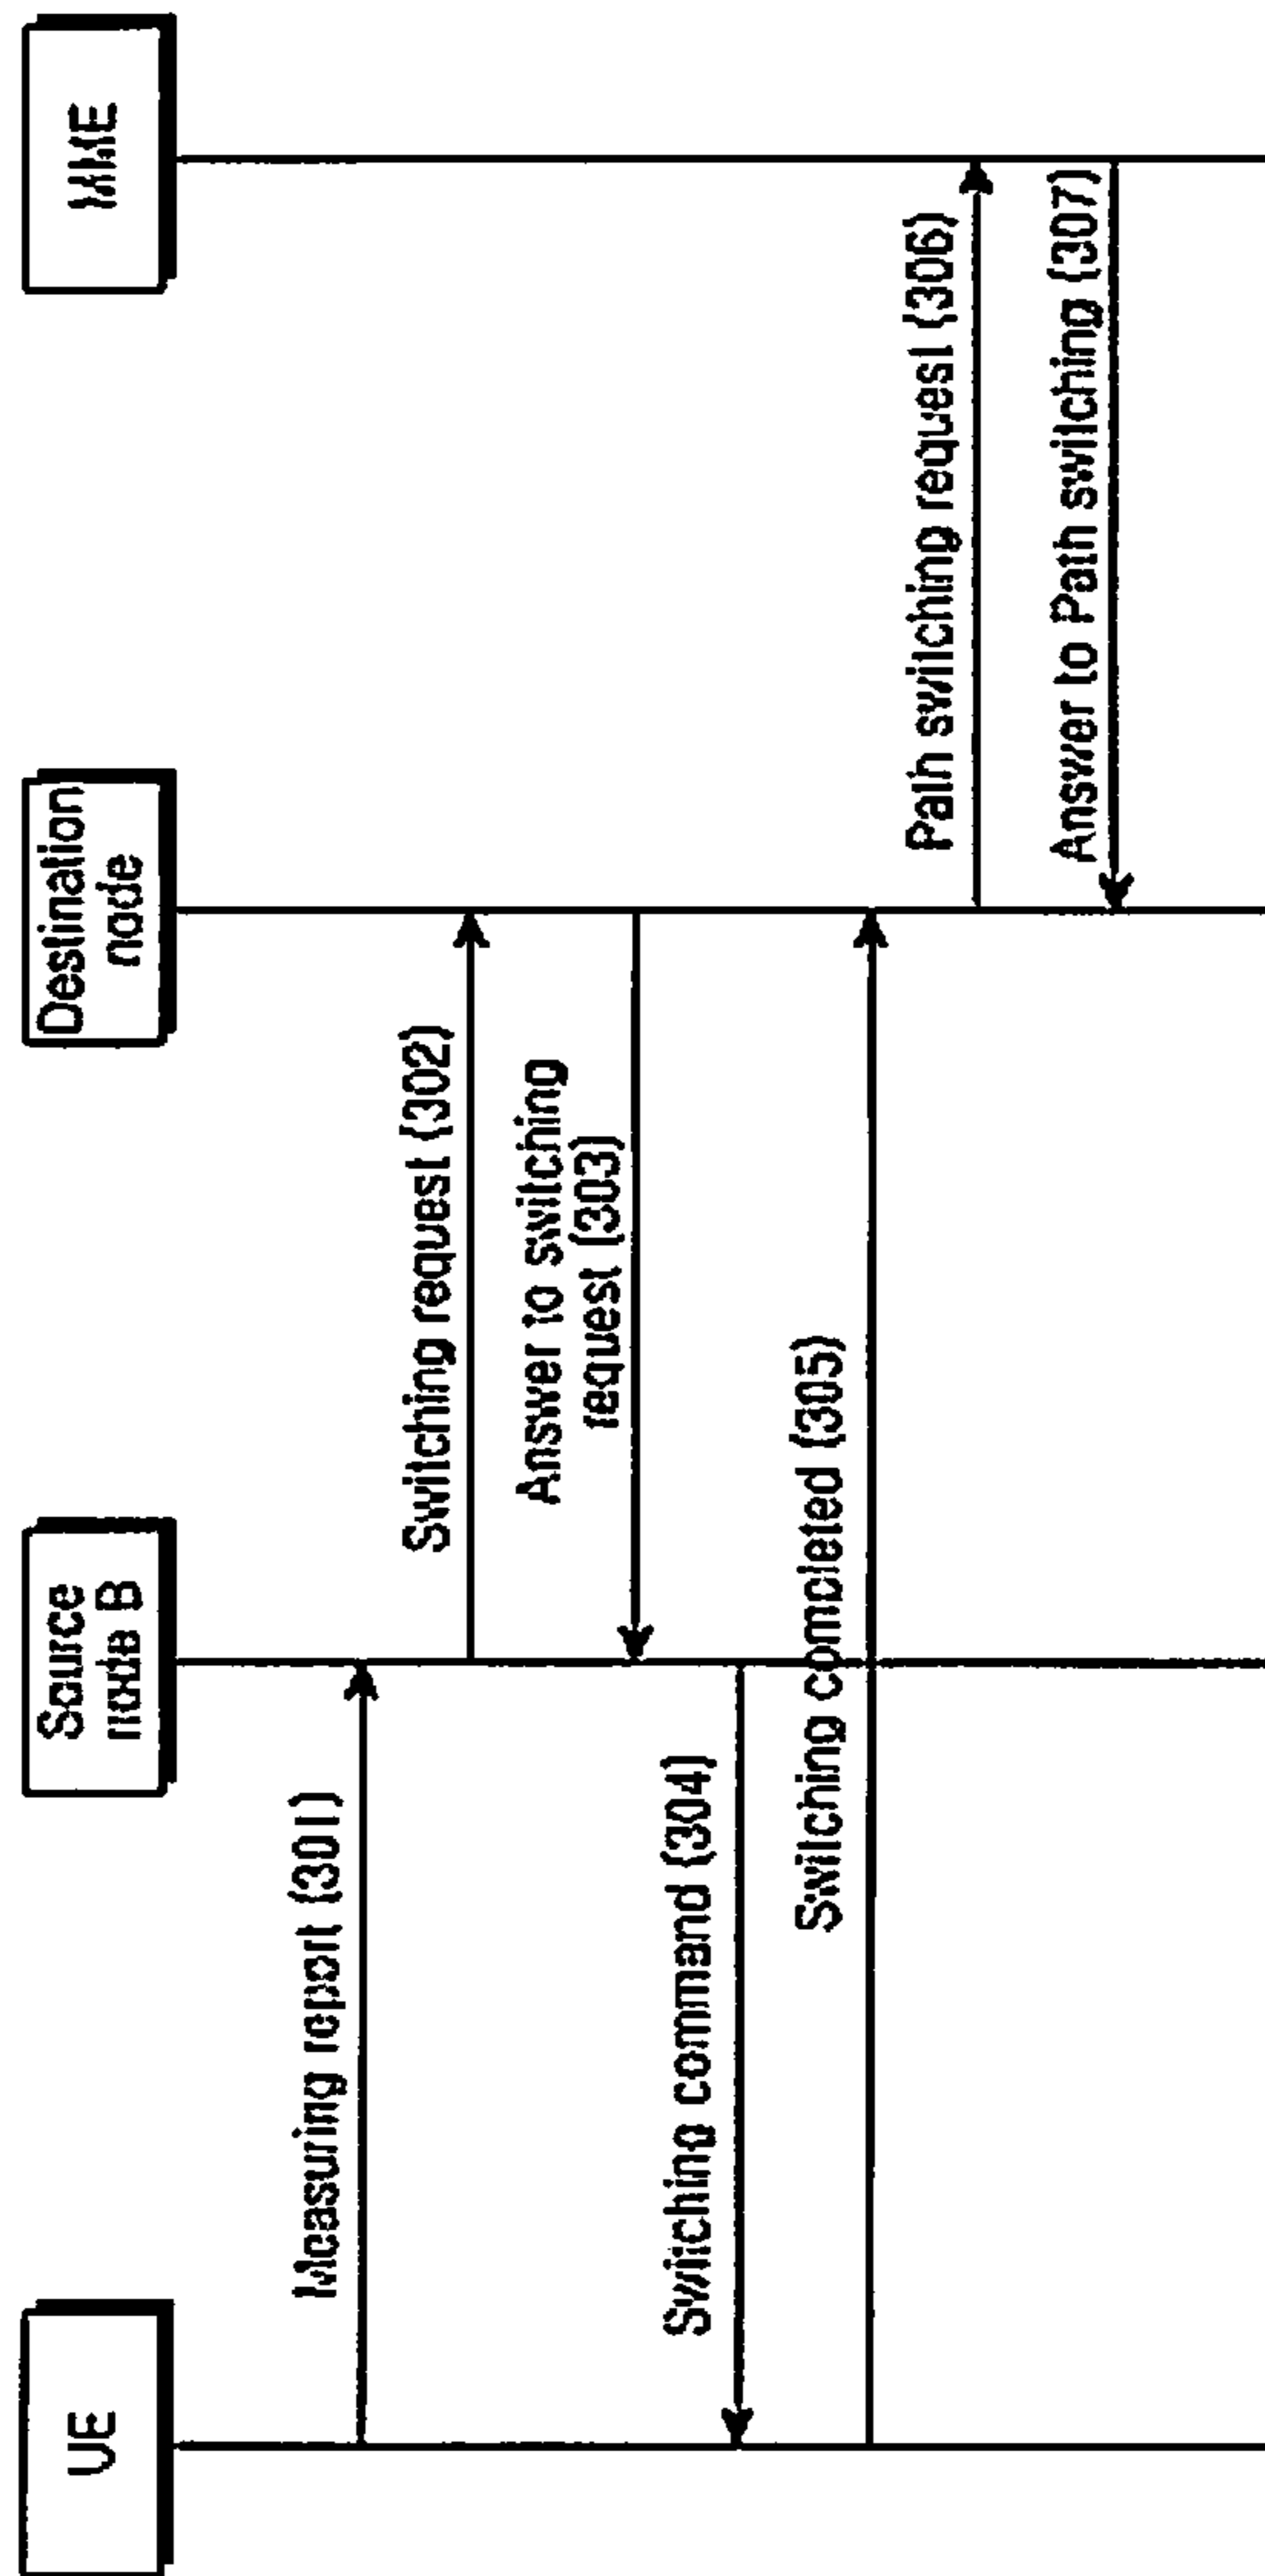 UE
Source
node B
Destination
node
MME
Measuring report (301)
Switching request (302)
Answer to switching
request (303)
Switching command (304)
Switching completed (305)
Path switching request (306)
Answer to Path switching (307)